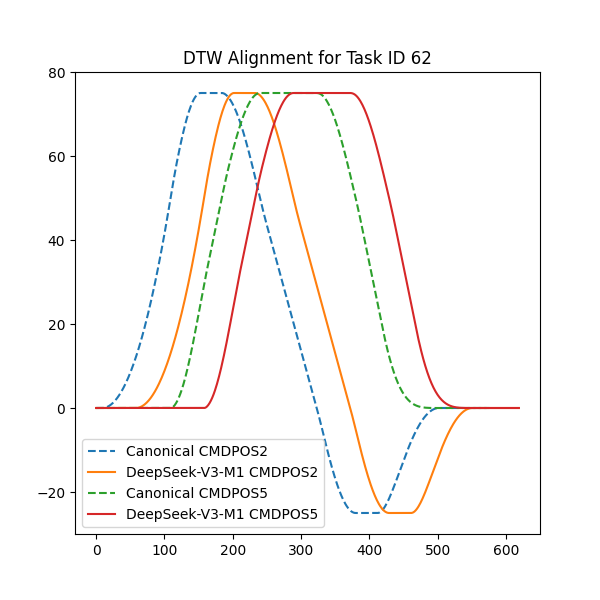 DTW Alignment for Task ID 62
80
60
40
20
0
−20
Canonical CMDPOS2
DeepSeek-V3-M1 CMDPOS2
Canonical CMDPOS5
DeepSeek-V3-M1 CMDPOS5
0 100 200 300 400 500 600